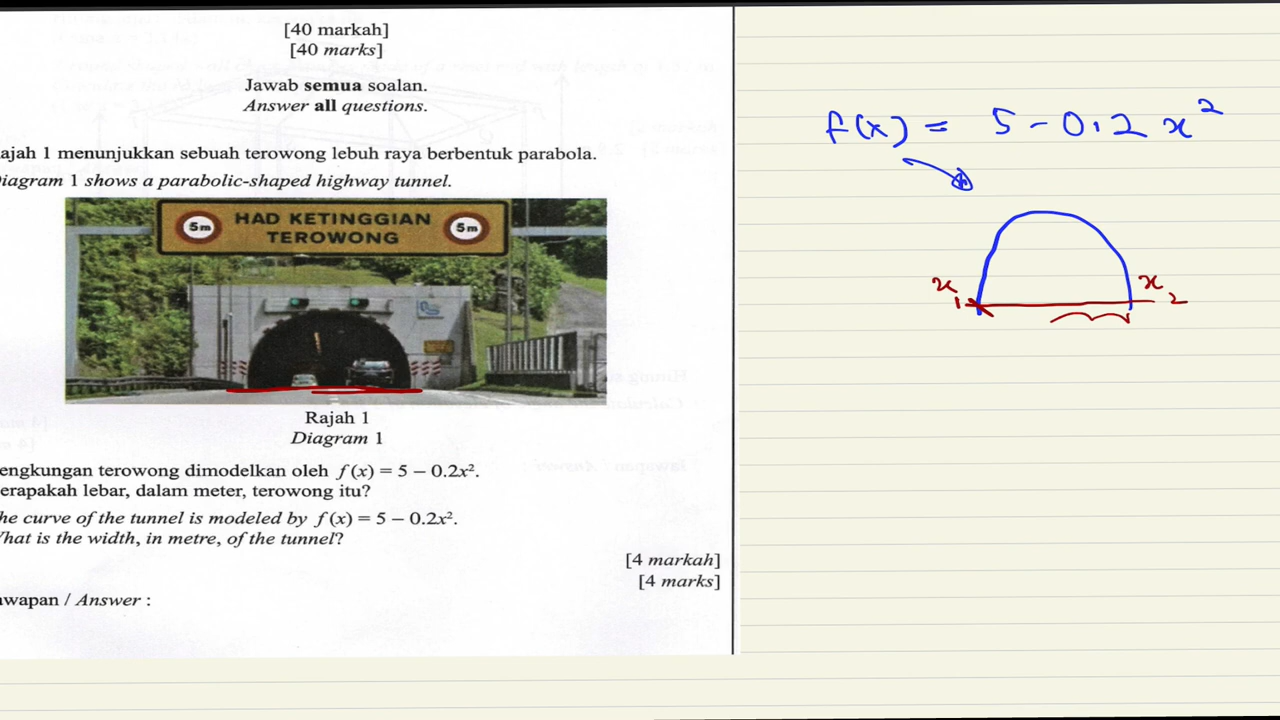 [40 markah]
[40 marks]
Jawab semua soalan.
Answer all questions.
ajah 1 menunjukkan sebuah terowong lebuh raya berbentuk parabola.
iagram 1 shows a parabolic-shaped highway tunnel.
5m HAD KETINGGIAN TEROWONG 5m
Rajah 1
Diagram 1
engkungan terowong dimodelkan oleh f(x) = 5 – 0.2x².
erapakah lebar, dalam meter, terowong itu?
he curve of the tunnel is modeled by f(x) = 5 – 0.2x².
hat is the width, in metre, of the tunnel?
[4 markah]
[4 marks]
awapan / Answer :
f(x) = 5 - 0.2 x²
x₁ x₂